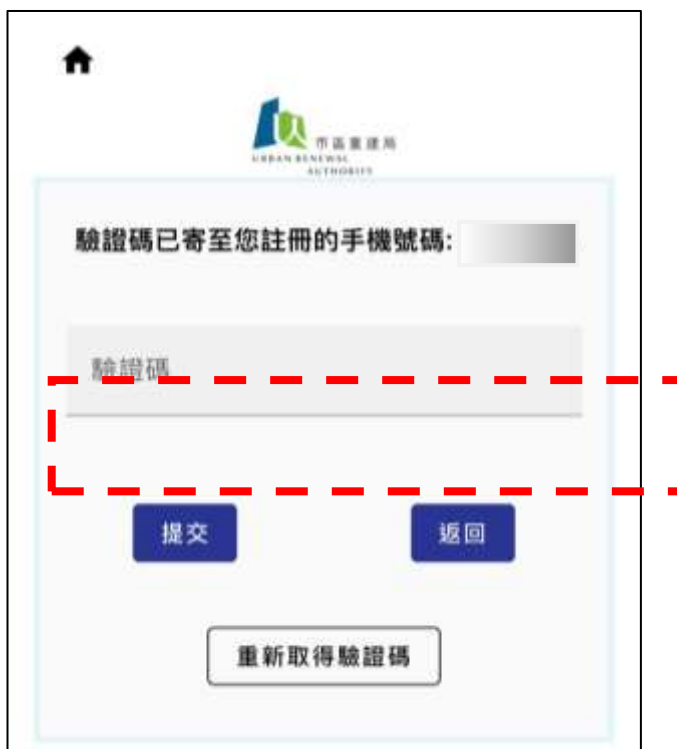 市區重建局
URBAN RENEWAL
AUTHORITY
驗證碼已寄至您註冊的手機號碼:
驗證碼
提交
返回
重新取得驗證碼